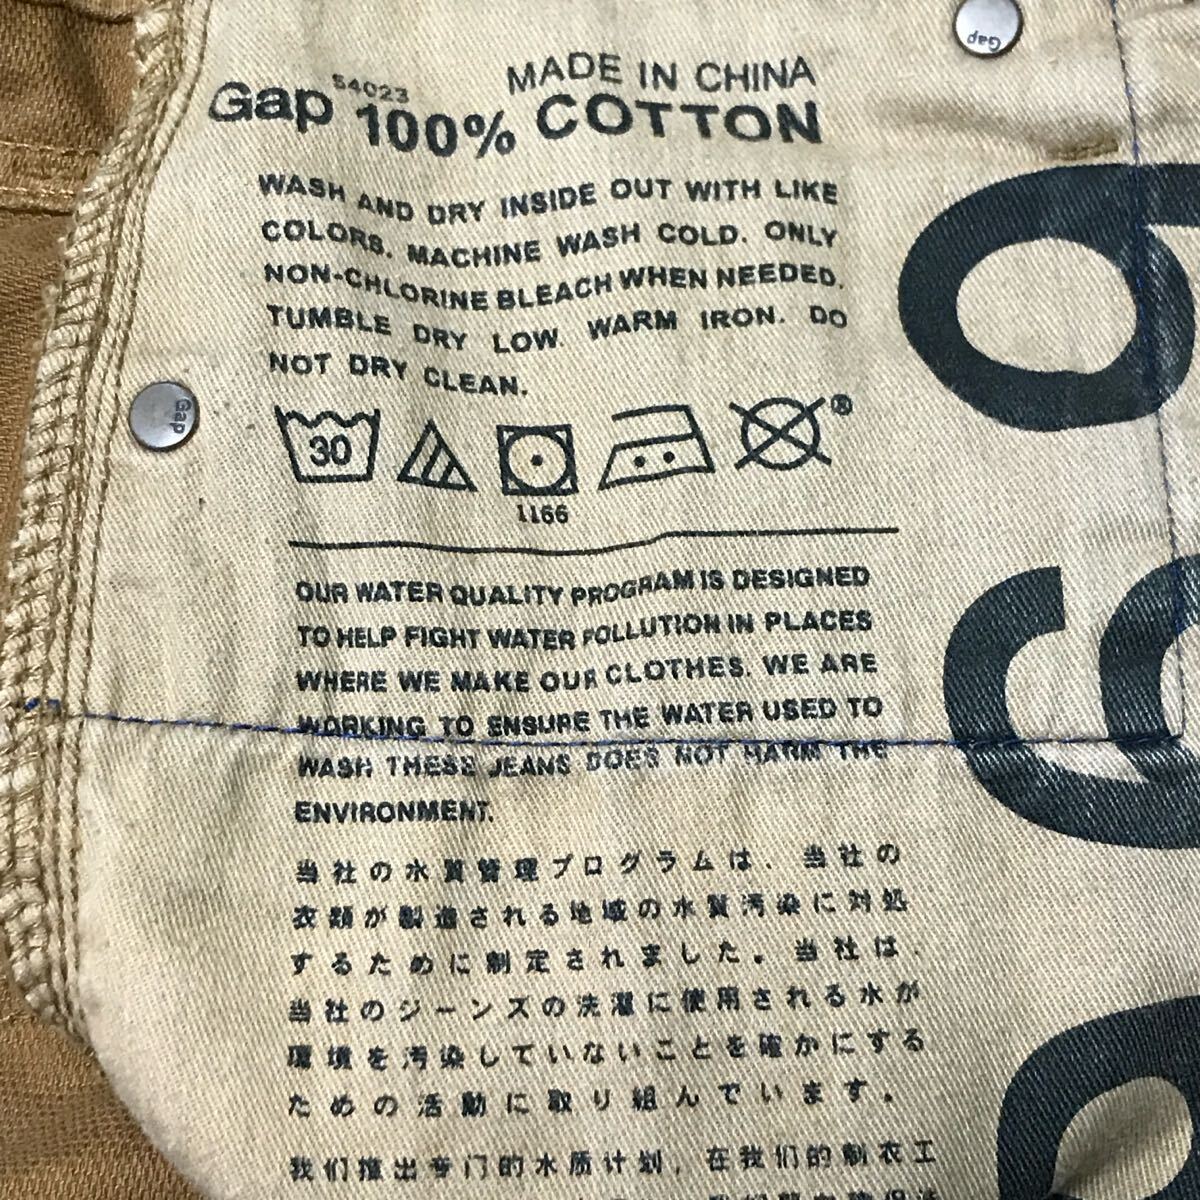 Gap
MADE IN CHINA
54023
Gap 100% COTTON
WASH AND DRY INSIDE OUT WITH LIKE
COLORS. MACHINE WASH COLD. ONLY
NON-CHLORINE BLEACH WHEN NEEDED.
TUMBLE DRY LOW. WARM IRON. DO
NOT DRY CLEAN.
Gap
30
®
1166
OUR WATER QUALITY PROGRAM IS DESIGNED
TO HELP FIGHT WATER POLLUTION IN PLACES
WHERE WE MAKE OUR CLOTHES. WE ARE
WORKING TO ENSURE THE WATER USED TO
WASH THESE JEANS DOES NOT HARM THE
ENVIRONMENT.
当社の水質管理プログラムは、当社の
衣類が製造される地域の水質汚染に対処
するために制定されました。当社は、
当社のジーンズの洗濯に使用される水が
環境を汚染していないことを確かにする
ための活動に取り組んでいます。
我们推出专门的水质计划，在我们的制衣工